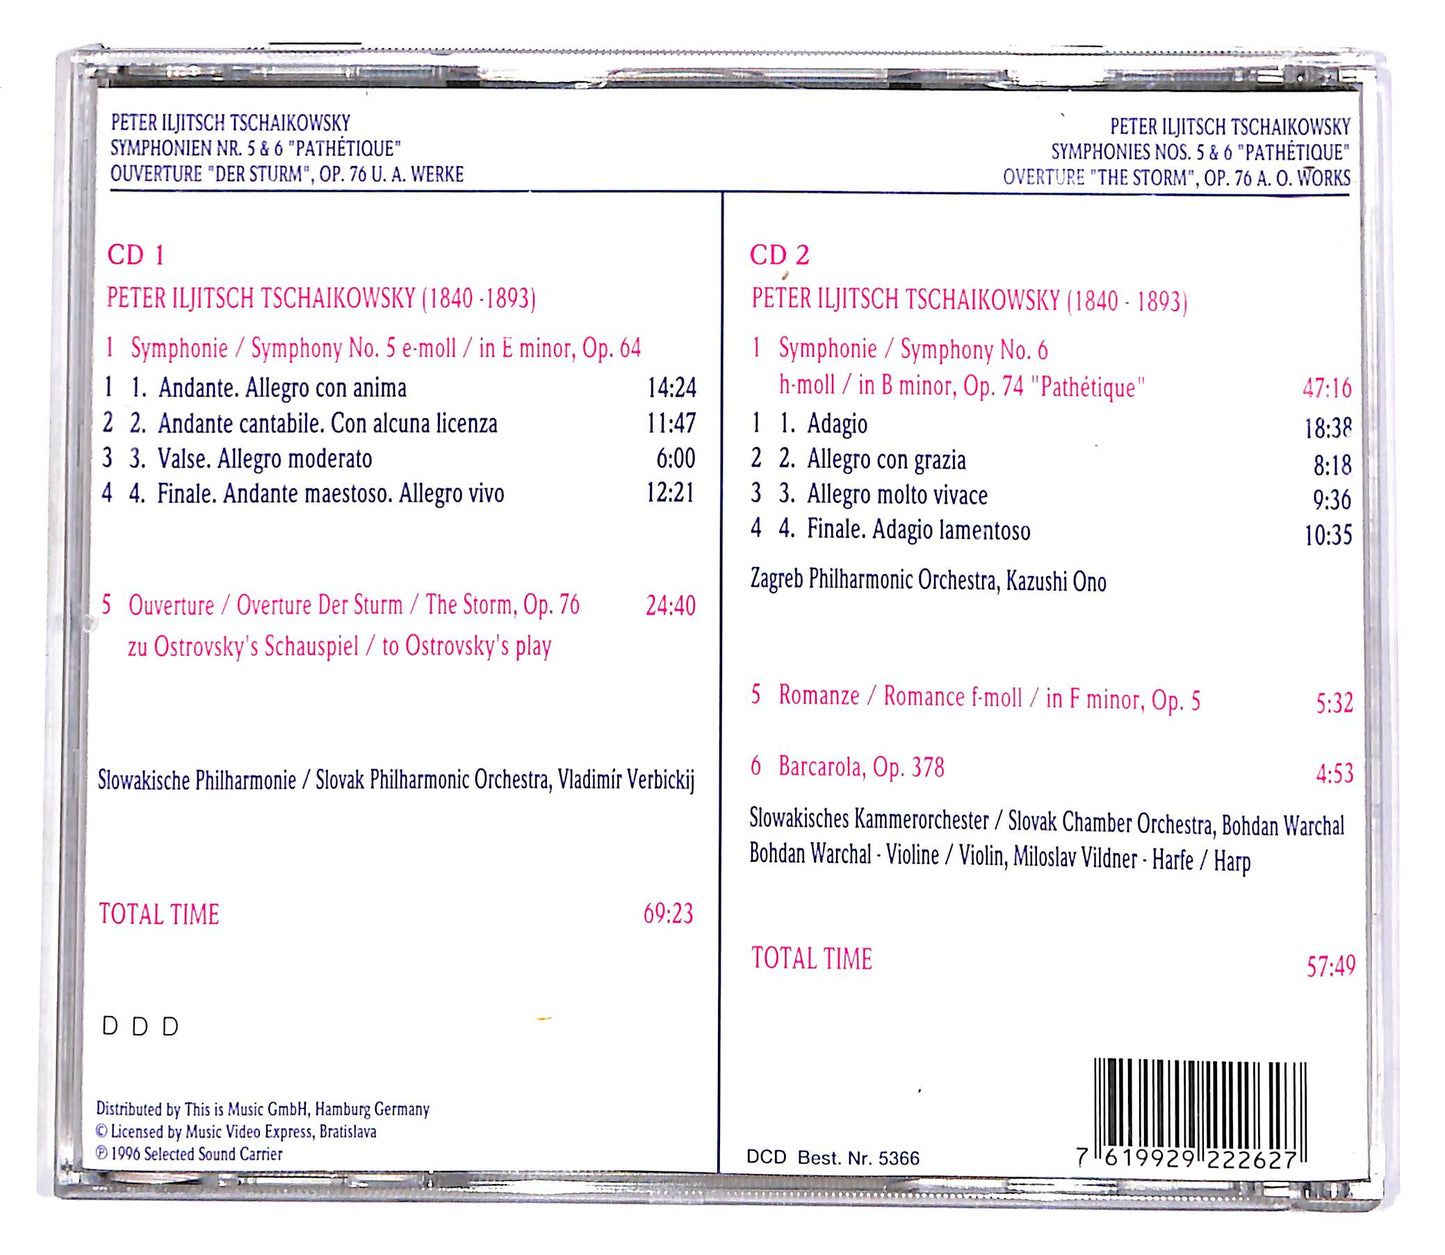 PETER ILJITSCH TSCHAIKOWSKY
SYMPHONIEN NR. 5 & 6 "PATHÉTIQUE"
OUVERTURE "DER STURM", OP. 76 U. A. WERKE
PETER ILJITSCH TSCHAIKOWSKY
SYMPHONIES NOS. 5 & 6 "PATHÉTIQUE"
OVERTURE "THE STORM", OP. 76 A. O. WORKS
CD 1
PETER ILJITSCH TSCHAIKOWSKY (1840 -1893)
1 Symphonie / Symphony No. 5 e-moll / in E minor, Op. 64
1 1. Andante. Allegro con anima 14:24
2 2. Andante cantabile. Con alcuna licenza 11:47
3 3. Valse. Allegro moderato 6:00
4 4. Finale. Andante maestoso. Allegro vivo 12:21
5 Ouverture / Overture Der Sturm / The Storm, Op. 76 24:40
zu Ostrovsky's Schauspiel / to Ostrovsky's play
Slowakische Philharmonie / Slovak Philharmonic Orchestra, Vladimír Verbickij
TOTAL TIME 69:23
D D D
Distributed by This is Music GmbH, Hamburg Germany
© Licensed by Music Video Express, Bratislava
℗ 1996 Selected Sound Carrier
CD 2
PETER ILJITSCH TSCHAIKOWSKY (1840 - 1893)
1 Symphonie / Symphony No. 6
h-moll / in B minor, Op. 74 "Pathétique" 47:16
1 1. Adagio 18:38
2 2. Allegro con grazia 8:18
3 3. Allegro molto vivace 9:36
4 4. Finale. Adagio lamentoso 10:35
Zagreb Philharmonic Orchestra, Kazushi Ono
5 Romanze / Romance f-moll / in F minor, Op. 5 5:32
6 Barcarola, Op. 378 4:53
Slowakisches Kammerorchester / Slovak Chamber Orchestra, Bohdan Warchal
Bohdan Warchal - Violine / Violin, Miloslav Vildner - Harfe / Harp
TOTAL TIME 57:49
DCD Best. Nr. 5366
7 619929 222627